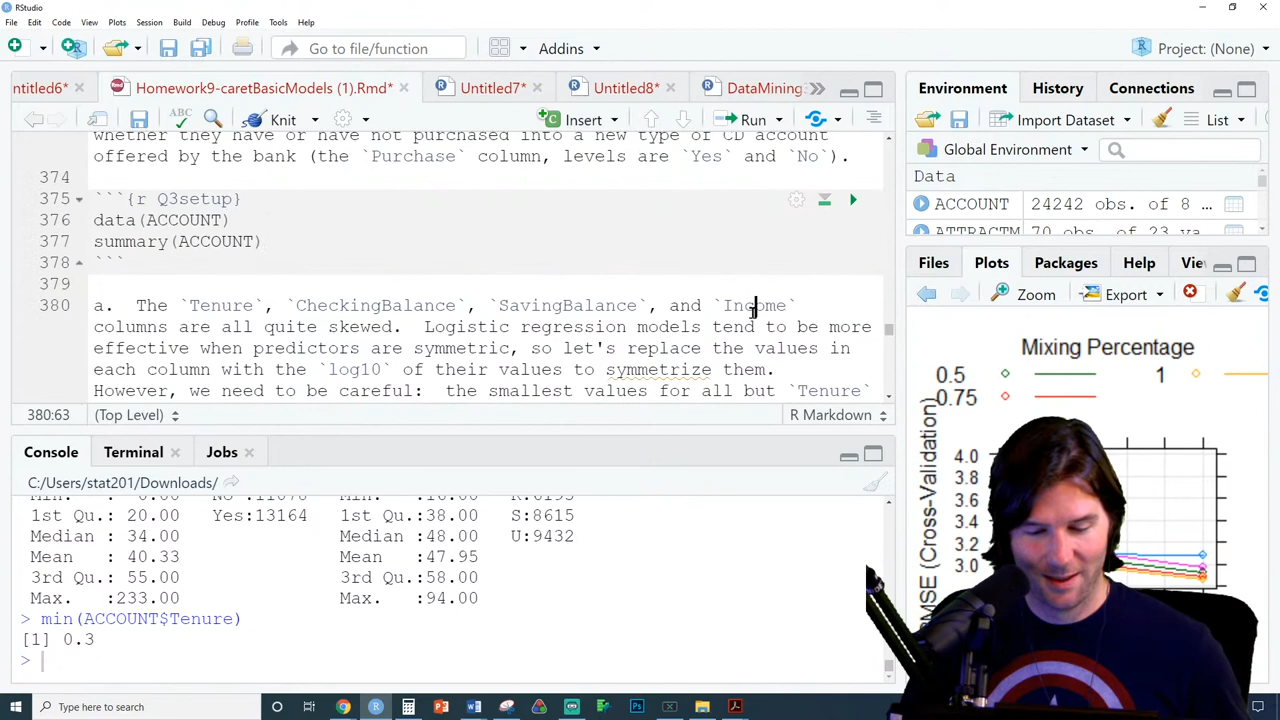 RStudio
File Edit Code View Plots Session Build Debug Profile Tools Help
Go to file/function Addins Project: (None)
ntitled6* Homework9-caretBasicModels (1).Rmd* Untitled7* Untitled8* DataMining
ABC Knit Insert Run
whether they have or have not purchased into a new type of CD account
offered by the bank (the `Purchase` column, levels are `Yes` and `No`).
374
375 ```{r Q3setup}
376 data(ACCOUNT)
377 summary(ACCOUNT)
378 ```
379
380 a. The `Tenure`, `CheckingBalance`, `SavingBalance`, and `Income`
columns are all quite skewed. Logistic regression models tend to be more
effective when predictors are symmetric, so let's replace the values in
each column with the `log10` of their values to symmetrize them.
However, we need to be careful: the smallest values for all but `Tenure`
380:63 (Top Level) R Markdown
Console Terminal Jobs
C:/Users/stat201/Downloads/
1st Qu.: 20.00 Yes:13164 1st Qu.:38.00 S:8615
Median : 34.00 Median :48.00 U:9432
Mean : 40.33 Mean :47.95
3rd Qu.: 55.00 3rd Qu.:58.00
Max. :233.00 Max. :94.00
> min(ACCOUNT$Tenure)
[1] 0.3
>
Environment History Connections
Import Dataset List
Global Environment
Data
ACCOUNT 24242 obs. of 8 ...
ATTRACTM 70 obs. of 23 va
Files Plots Packages Help
Zoom Export
Mixing Percentage
0.5 1
0.75
(Cross-Validation)
4.0
3.8
3.6
3.4
3.2
3.0
Type here to search